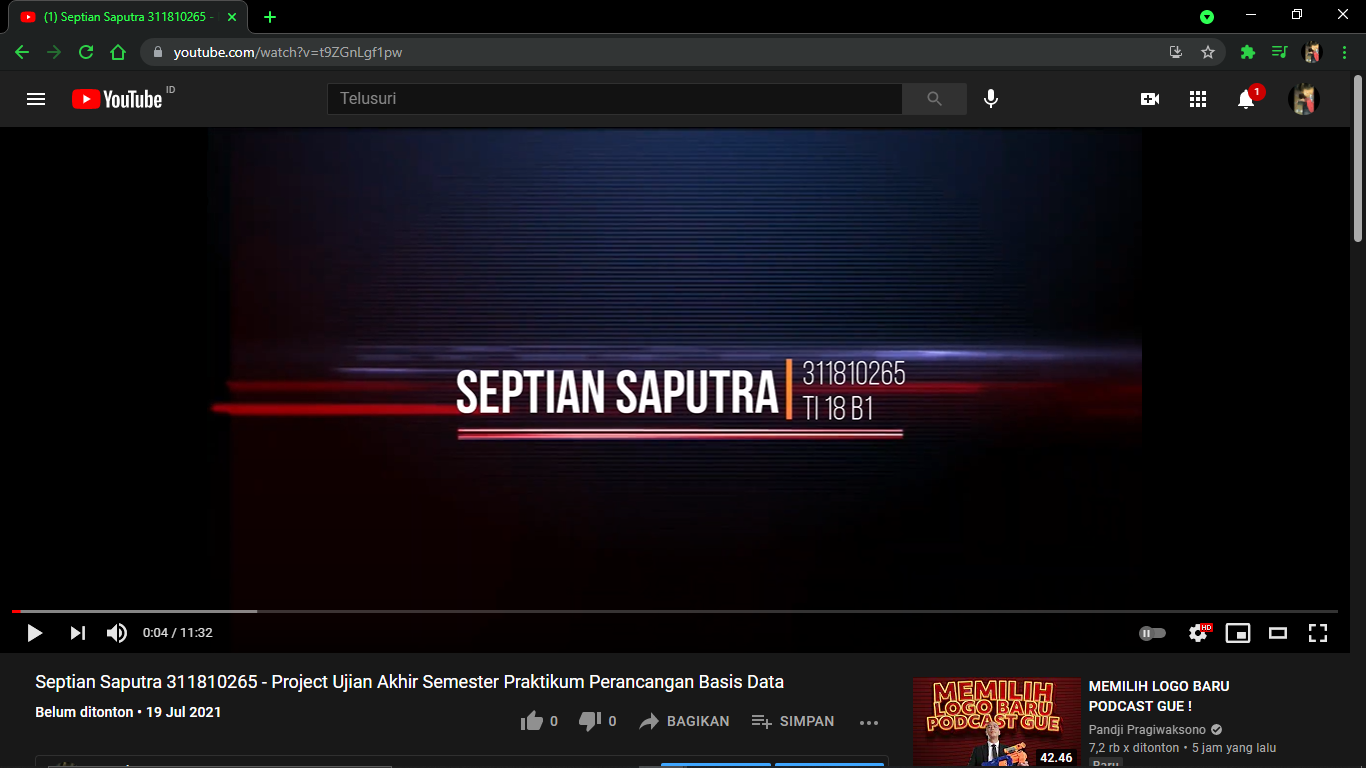 (1) Septian Saputra 311810265 -
youtube.com/watch?v=t9ZGnLgf1pw
YouTube ID
Telusuri
1
SEPTIAN SAPUTRA
311810265
TI 18 B1
0:04 / 11:32
HD
Septian Saputra 311810265 - Project Ujian Akhir Semester Praktikum Perancangan Basis Data
Belum ditonton • 19 Jul 2021
0
0
BAGIKAN
SIMPAN
MEMILIH
LOGO BARU
PODCAST GUE
42.46
MEMILIH LOGO BARU
PODCAST GUE !
Pandji Pragiwaksono
7,2 rb x ditonton • 5 jam yang lalu
Baru